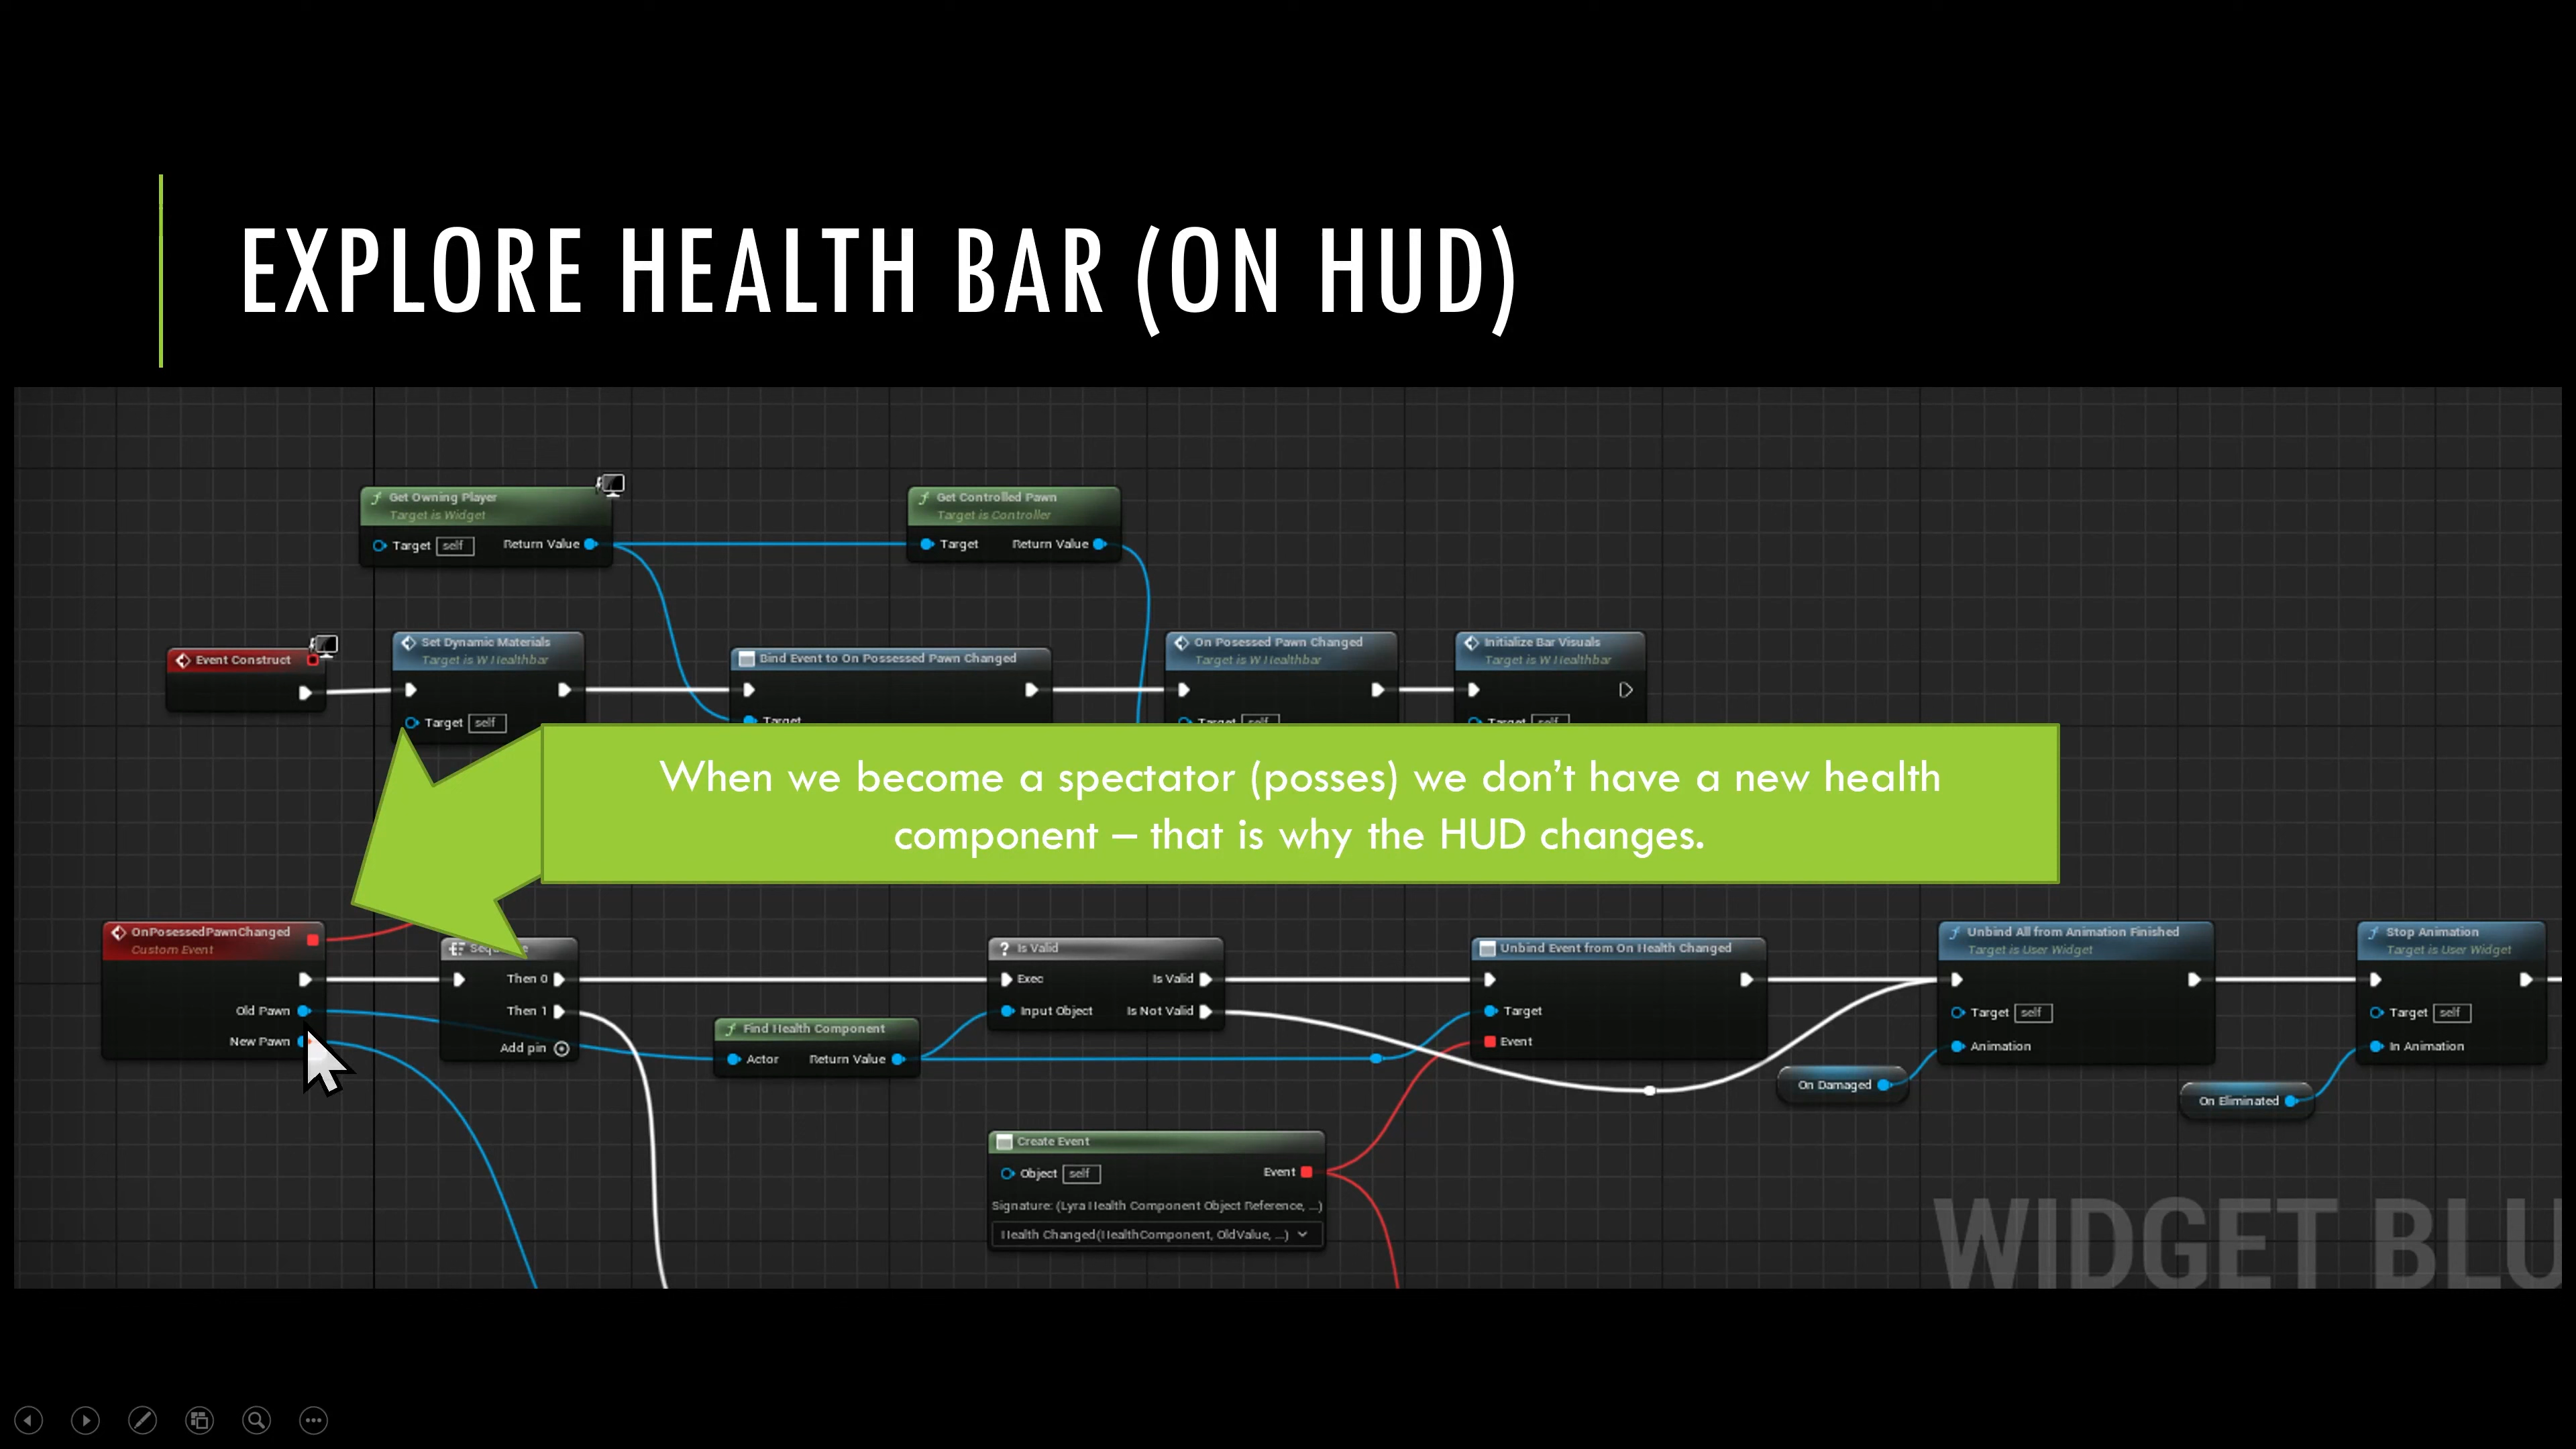 EXPLORE HEALTH BAR (ON HUD)
Get Owning Player
Target is Widget
Target self Return Value
Get Controlled Pawn
Target is Controller
Target Return Value
Event Construct
Set Dynamic Materials
Target is W Healthbar
Target self
Bind Event to On Possessed Pawn Changed
Target
On Posessed Pawn Changed
Target is W Healthbar
Target self
Initialize Bar Visuals
Target is W Healthbar
Target self
When we become a spectator (posses) we don't have a new health
component – that is why the HUD changes.
OnPosessedPawnChanged
Custom Event
Old Pawn
New Pawn
Then 0
Then 1
Add pin
Find Health Component
Actor Return Value
? Is Valid
Exec Is Valid
Input Object Is Not Valid
Unbind Event from On Health Changed
Target
Event
Unbind All from Animation Finished
Target is User Widget
Target self
Animation
On Damaged
Stop Animation
Target is User Widget
Target self
In Animation
On Eliminated
Create Event
Object self Event
Signature: (Lyra Health Component Object Reference, ...)
Health Changed(HealthComponent, OldValue, ...)
WIDGET BLU